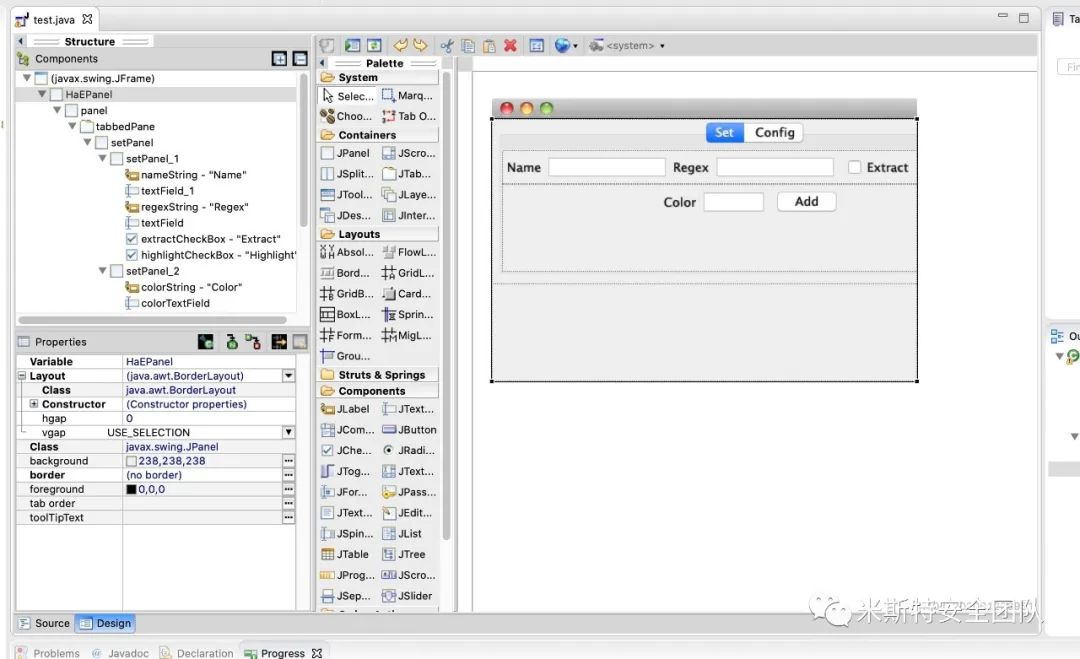 test.java
Structure
Components
(javax.swing.JFrame)
HaEPanel
panel
tabbedPane
setPanel
setPanel_1
nameString - "Name"
textField_1
regexString - "Regex"
textField
extractCheckBox - "Extract"
highlightCheckBox - "Highlight"
setPanel_2
colorString - "Color"
colorTextField
Properties
Variable HaEPanel
Layout (java.awt.BorderLayout)
Class java.awt.BorderLayout
Constructor (Constructor properties)
hgap 0
vgap USE_SELECTION
Class javax.swing.JPanel
background 238,238,238
border (no border)
foreground 0,0,0
tab order
toolTipText
Source Design
Problems Javadoc Declaration Progress
<system>
Palette
System
Selec... Marq...
Choo... Tab O...
Containers
JPanel JScro...
JSplit... JTab...
JTool... JLaye...
JDes... JInter...
Layouts
Absol... FlowL...
Bord... GridL...
GridB... Card...
BoxL... Sprin...
Form... MigL...
Grou...
Struts & Springs
Components
JLabel JText...
JCom... JButton
JChe... JRadi...
JTog... JText...
JFor... JPass...
JText... JEdit...
JSpin... JList
JTable JTree
JProg... JScro...
JSep... JSlider
Set Config
Name Regex Extract
Color Add
Ta
Fin
Ou
米斯特安全团队